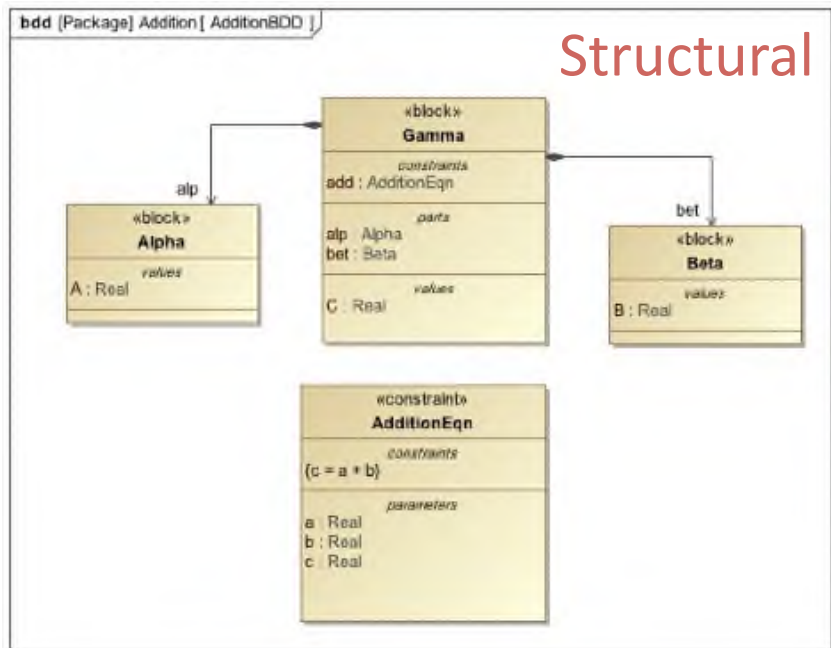 bdd [Package] Addition [ AdditionBDD ]
Structural
«block»
Gamma
constraints
add : AdditionEqn
parts
alp : Alpha
bet : Beta
values
C : Real
alp
«block»
Alpha
values
A : Real
bet
«block»
Beta
values
B : Real
«constraint»
AdditionEqn
constraints
{c = a + b}
parameters
a : Real
b : Real
c : Real